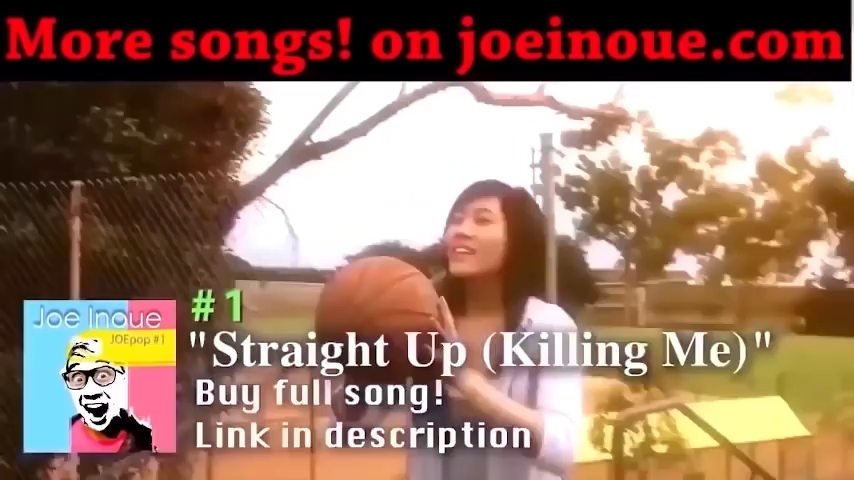 More songs! on joeinoue.com
Joe Inoue
JOEpop #1
#1
"Straight Up (Killing Me)"
Buy full song!
Link in description